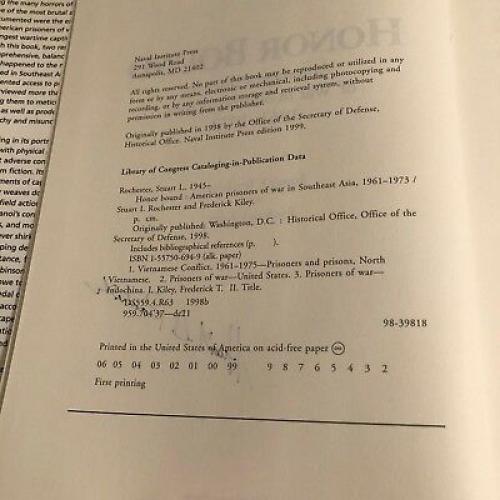 Naval Institute Press
291 Wood Road
Annapolis, MD 21402
All rights reserved. No part of this book may be reproduced or utilized in any
form or by any means, electronic or mechanical, including photocopying and
recording, or by any information storage and retrieval system, without
permission in writing from the publisher.
Originally published in 1998 by the Office of the Secretary of Defense,
Historical Office. Naval Institute Press edition 1999.
Library of Congress Cataloging-in-Publication Data
Rochester, Stuart I., 1945–
Honor bound : American prisoners of war in Southeast Asia, 1961–1973 /
Stuart I. Rochester and Frederick Kiley.
p. cm.
Originally published: Washington, D.C. : Historical Office, Office of the
Secretary of Defense, 1998.
Includes bibliographical references (p. ).
ISBN 1-55750-694-9 (alk. paper)
1. Vietnamese Conflict, 1961–1975—Prisoners and prisons, North
Vietnamese. 2. Prisoners of war—United States. 3. Prisoners of war—
Indochina. I. Kiley, Frederick T. II. Title.
DS559.4.R63 1998b
959.704'37—dc21
98-39818
Printed in the United States of America on acid-free paper
06 05 04 03 02 01 00 99 9 8 7 6 5 4 3 2
First printing